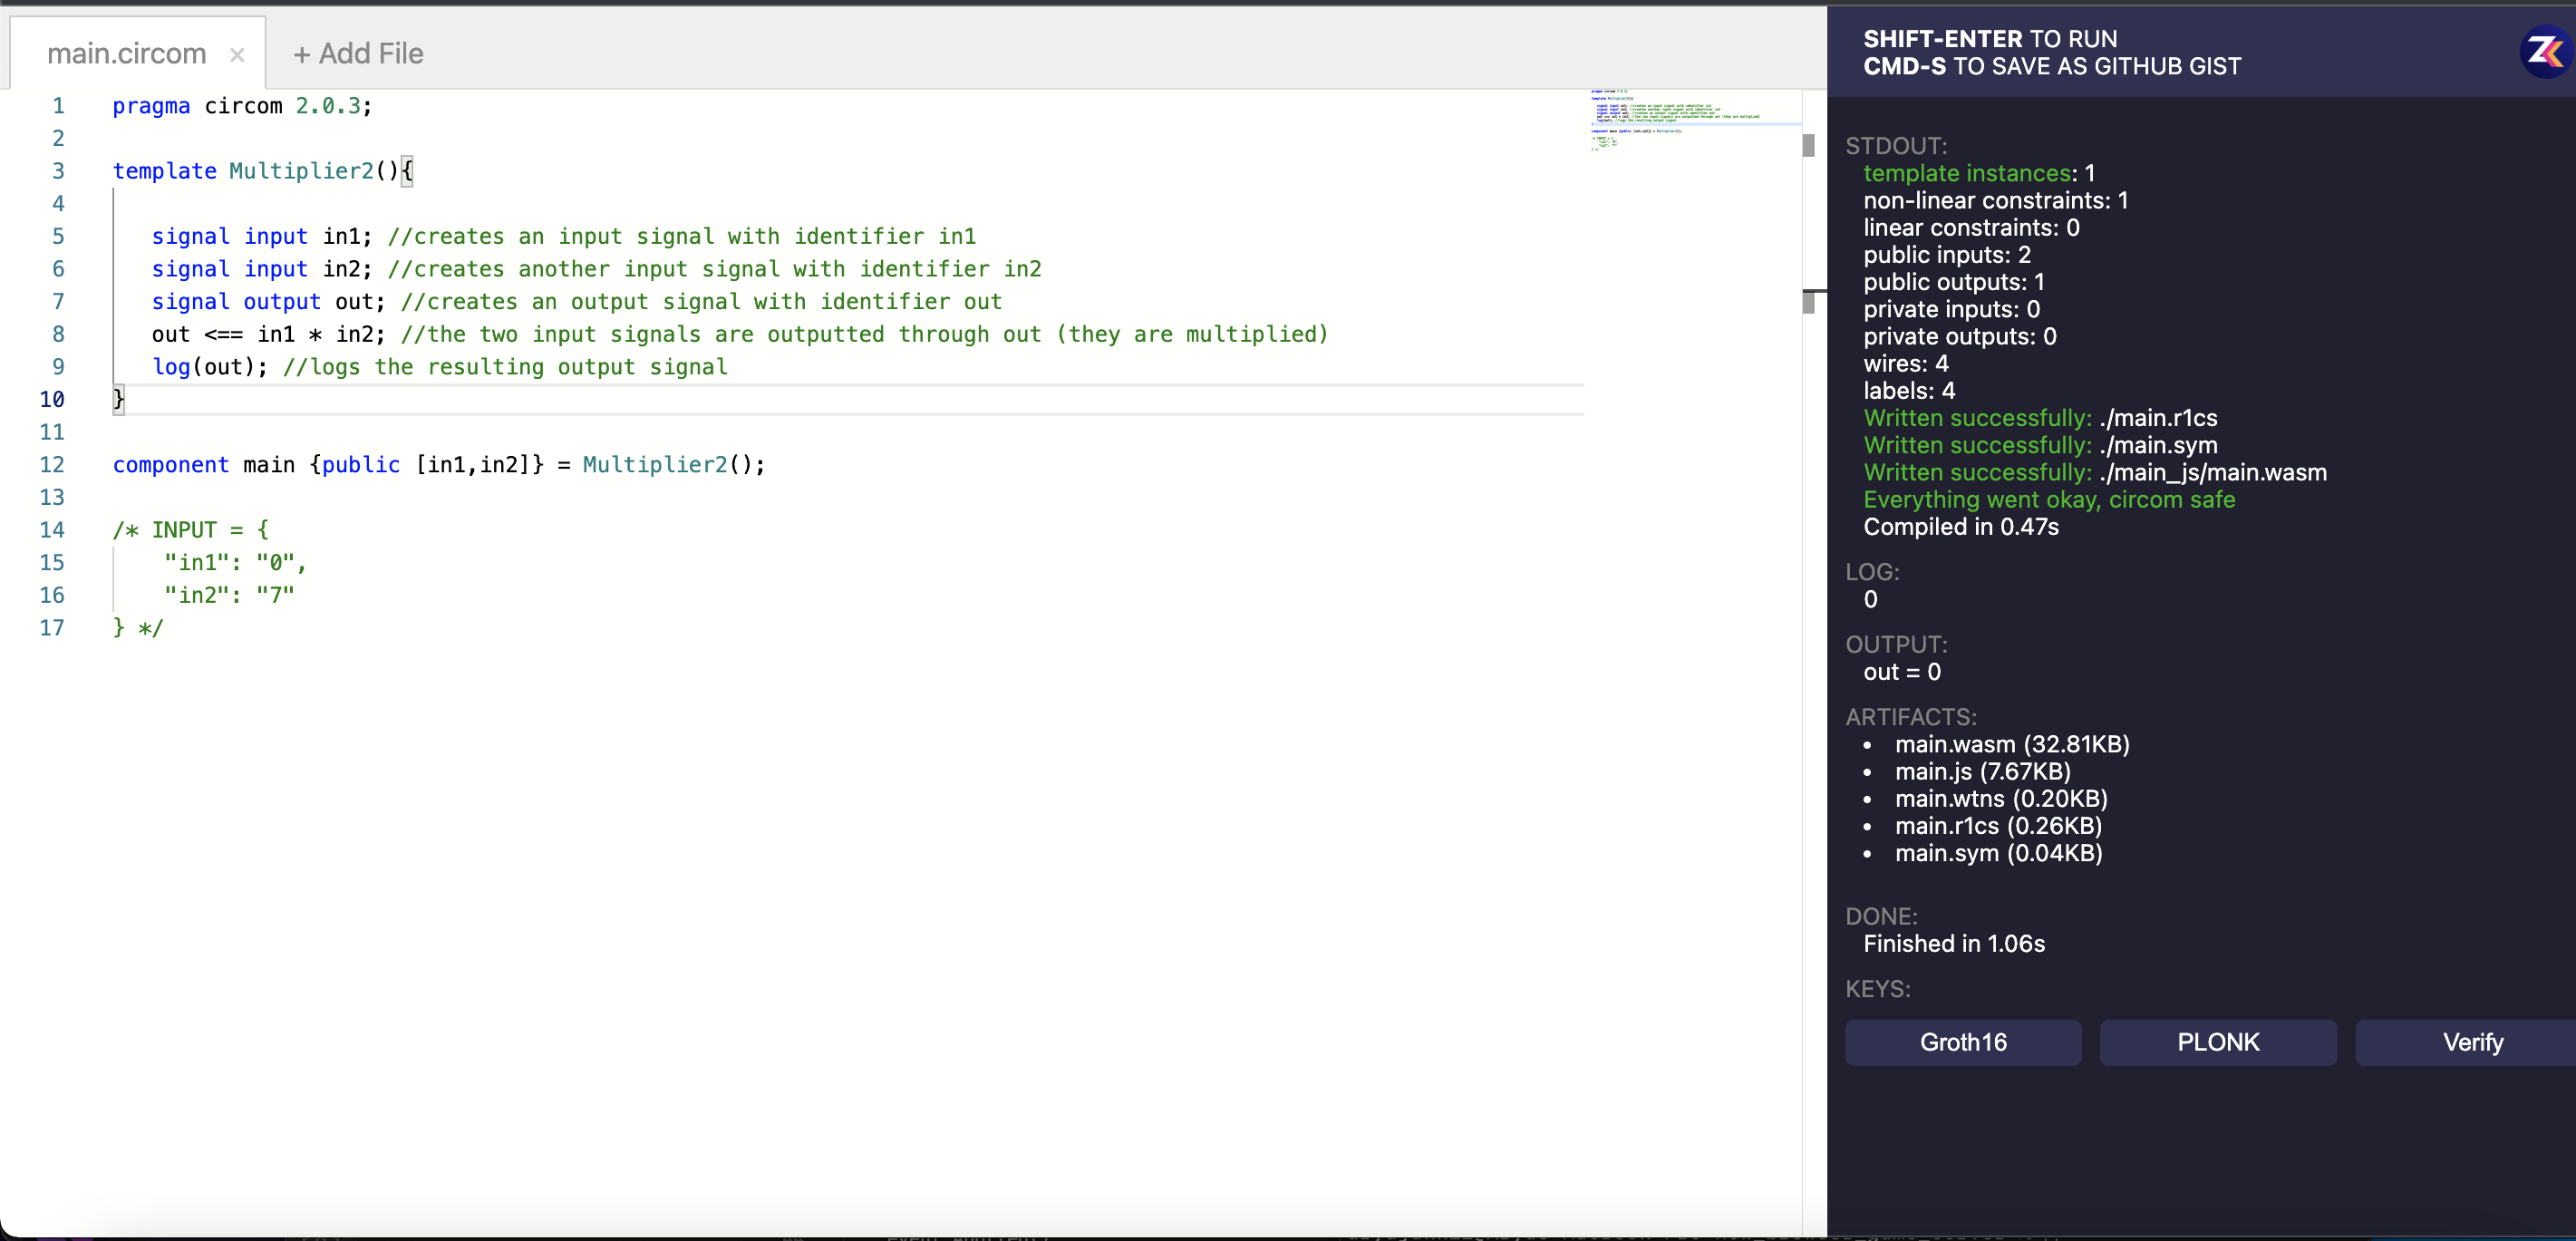 main.circom ×
+ Add File
1 pragma circom 2.0.3;
2
3 template Multiplier2(){
4
5 signal input in1; //creates an input signal with identifier in1
6 signal input in2; //creates another input signal with identifier in2
7 signal output out; //creates an output signal with identifier out
8 out <== in1 * in2; //the two input signals are outputted through out (they are multiplied)
9 log(out); //logs the resulting output signal
10 }
11
12 component main {public [in1,in2]} = Multiplier2();
13
14 /* INPUT = {
15 "in1": "0",
16 "in2": "7"
17 } */
SHIFT-ENTER TO RUN
CMD-S TO SAVE AS GITHUB GIST
STDOUT:
template instances: 1
non-linear constraints: 1
linear constraints: 0
public inputs: 2
public outputs: 1
private inputs: 0
private outputs: 0
wires: 4
labels: 4
Written successfully: ./main.r1cs
Written successfully: ./main.sym
Written successfully: ./main_js/main.wasm
Everything went okay, circom safe
Compiled in 0.47s
LOG:
0
OUTPUT:
out = 0
ARTIFACTS:
• main.wasm (32.81KB)
• main.js (7.67KB)
• main.wtns (0.20KB)
• main.r1cs (0.26KB)
• main.sym (0.04KB)
DONE:
Finished in 1.06s
KEYS:
Groth16
PLONK
Verify